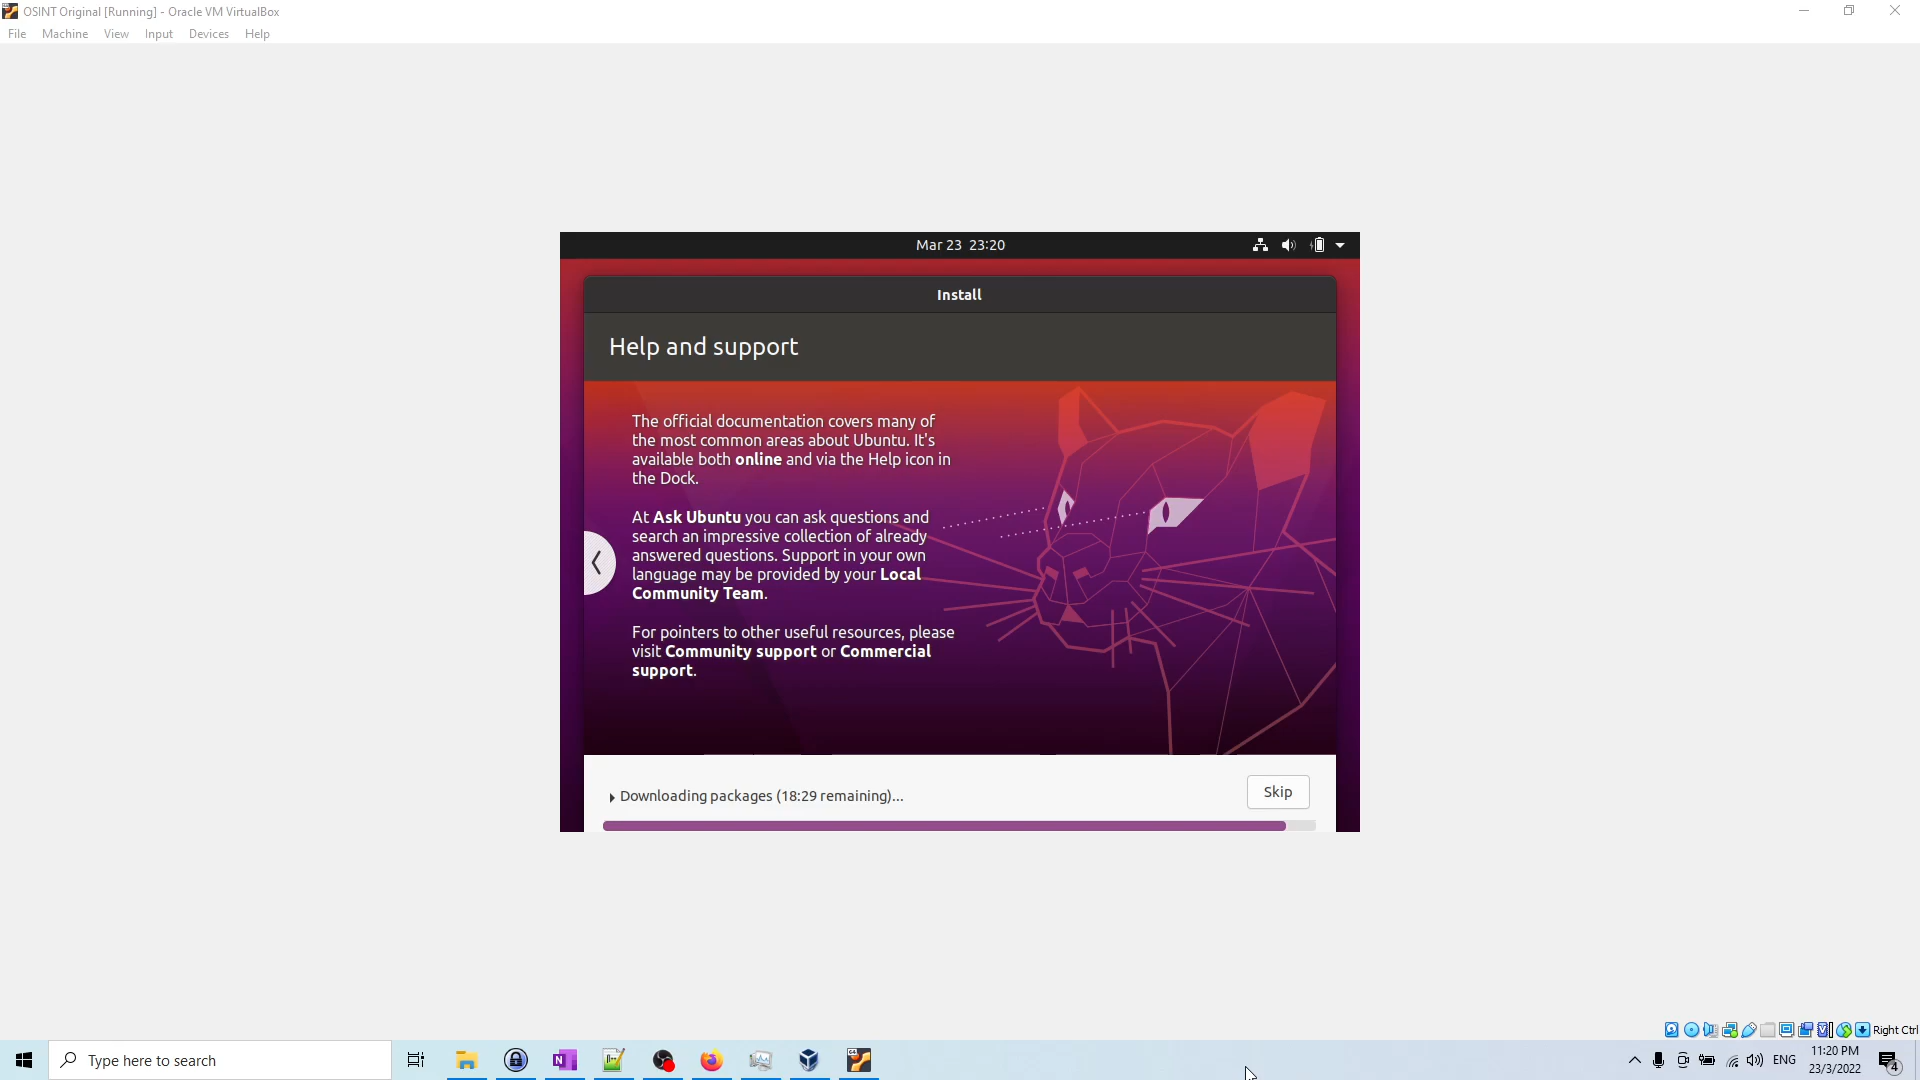 OSINT Original [Running] - Oracle VM VirtualBox
File Machine View Input Devices Help
Mar 23 23:20
Install
Help and support
The official documentation covers many of
the most common areas about Ubuntu. It's
available both online and via the Help icon in
the Dock.
At Ask Ubuntu you can ask questions and
search an impressive collection of already
answered questions. Support in your own
language may be provided by your Local
Community Team.
For pointers to other useful resources, please
visit Community support or Commercial
support.
Downloading packages (18:29 remaining)...
Skip
Right Ctrl
Type here to search
ENG
11:20 PM
23/3/2022
4